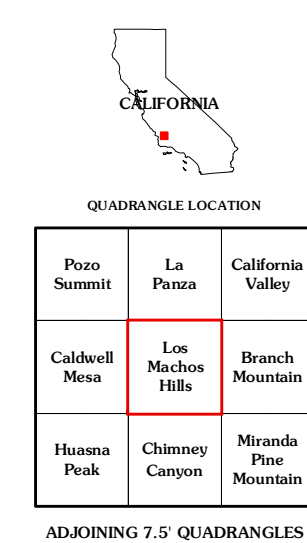 CALIFORNIA
QUADRANGLE LOCATION
Pozo
Summit
La
Panza
California
Valley
Caldwell
Mesa
Los
Machos
Hills
Branch
Mountain
Huasna
Peak
Chimney
Canyon
Miranda
Pine
Mountain
ADJOINING 7.5' QUADRANGLES